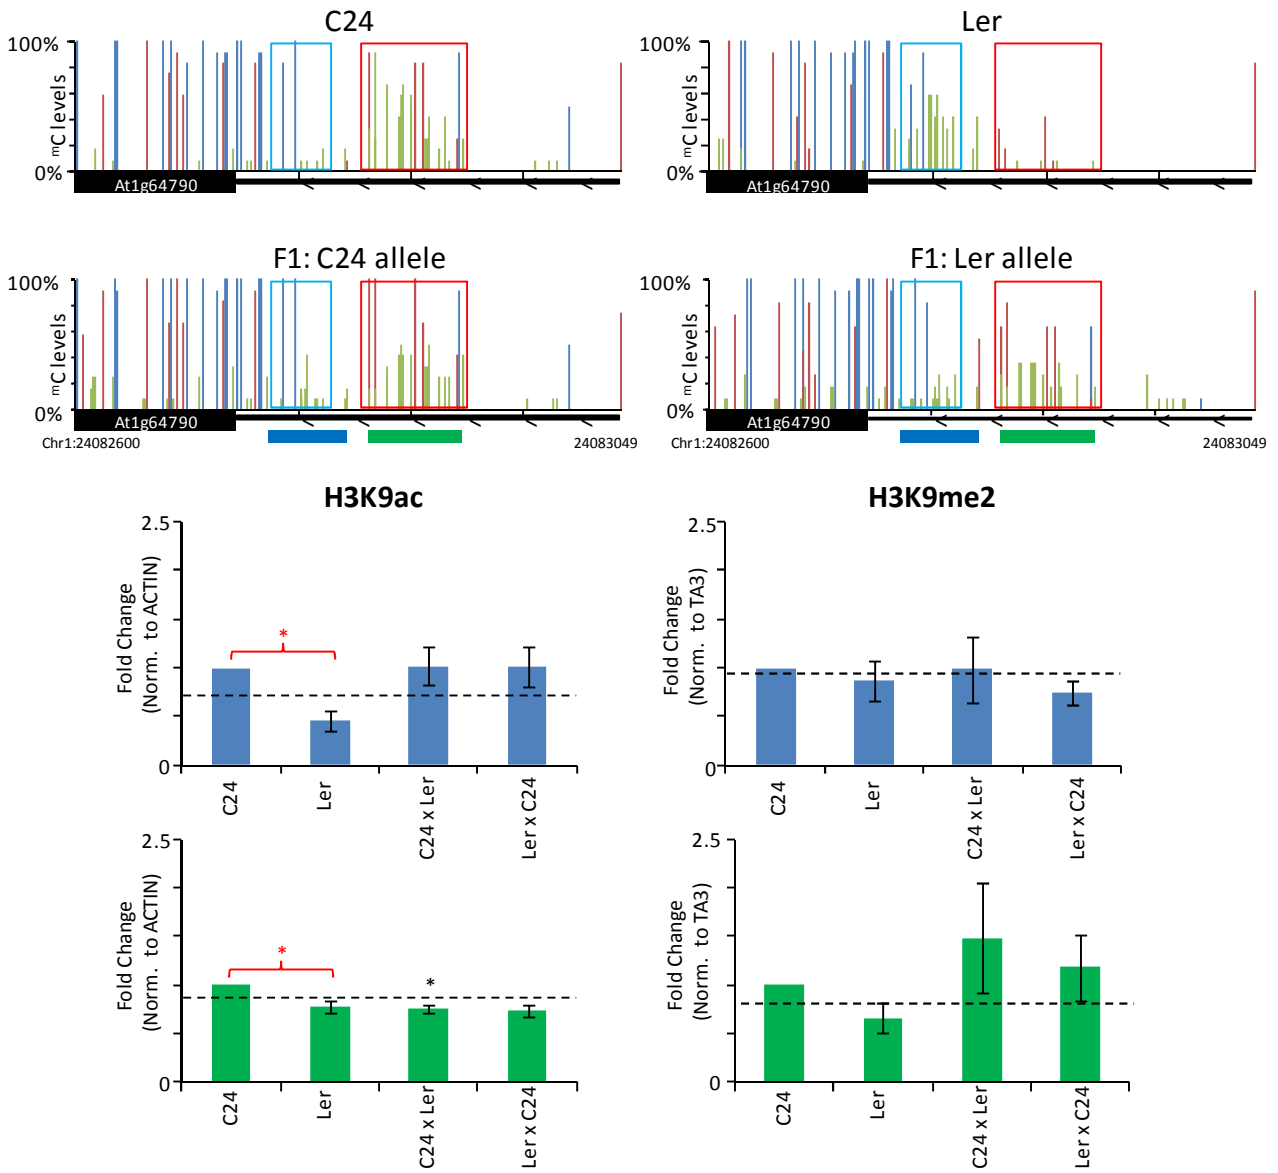 C24
Ler
100%
ᵐC levels
0%
At1g64790
100%
ᵐC levels
0%
At1g64790
F1: C24 allele
F1: Ler allele
100%
ᵐC levels
0%
At1g64790
Chr1:24082600
24083049
100%
ᵐC levels
0%
At1g64790
Chr1:24082600
24083049
H3K9ac
H3K9me2
2.5
Fold Change
(Norm. to ACTIN)
*
0
C24
Ler
C24 x Ler
Ler x C24
2.5
Fold Change
(Norm. to TA3)
0
C24
Ler
C24 x Ler
Ler x C24
2.5
Fold Change
(Norm. to ACTIN)
*
*
0
C24
Ler
C24 x Ler
Ler x C24
2.5
Fold Change
(Norm. to TA3)
0
C24
Ler
C24 x Ler
Ler x C24